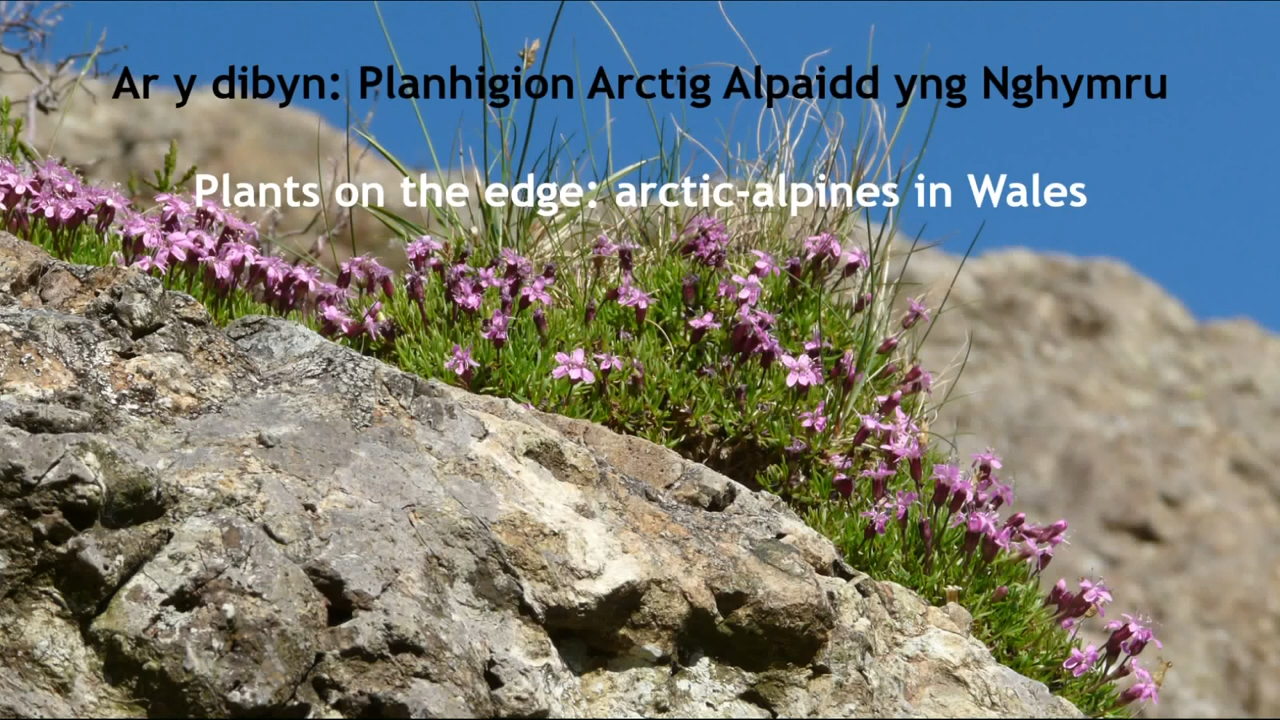 Ar y dibyn: Planhigion Arctig Alpaidd yng Nghymru
Plants on the edge: arctic-alpines in Wales